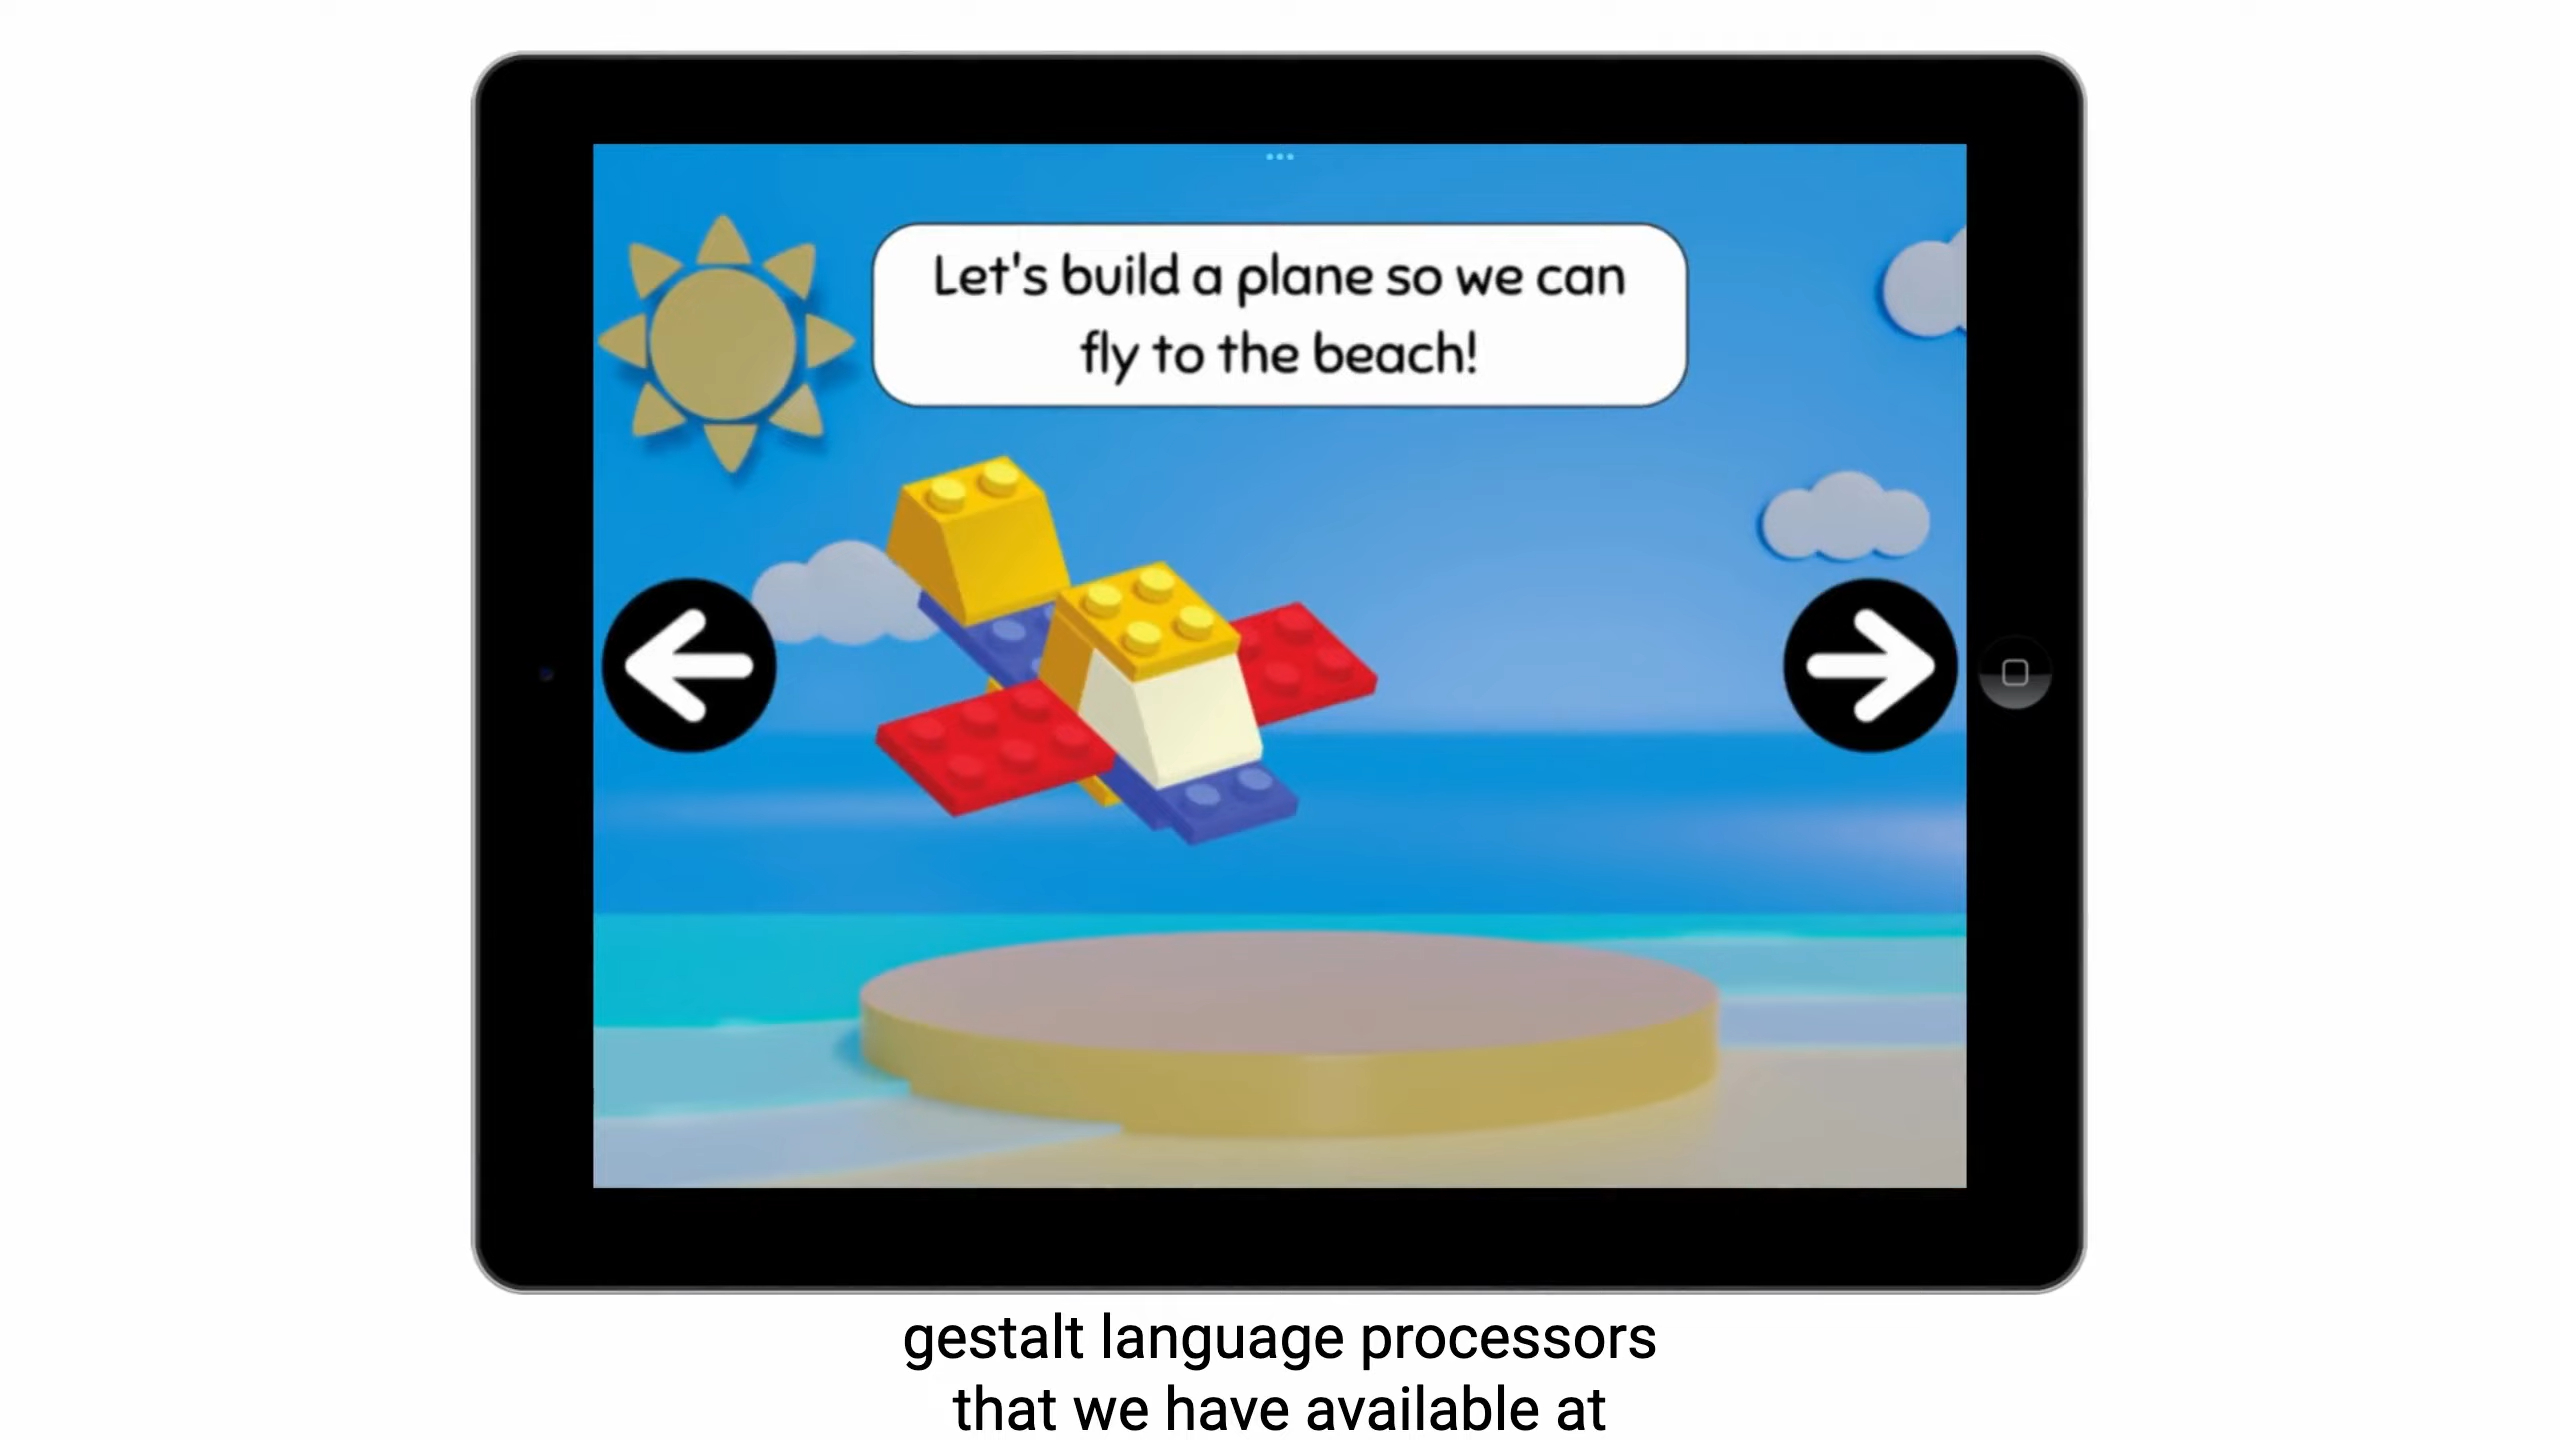 Let's build a plane so we can
fly to the beach!
gestalt language processors
that we have available at